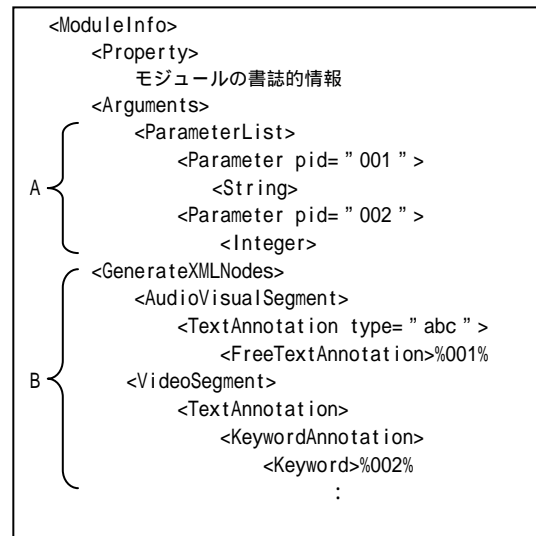 <ModuleInfo>
<Property>
モジュールの書誌的情報
<Arguments>
<ParameterList>
<Parameter pid=”001”>
A
<String>
<Parameter pid=”002”>
<Integer>
<GenerateXMLNodes>
<AudioVisualSegment>
<TextAnnotation type=”abc”>
<FreeTextAnnotation>%001%
B
<VideoSegment>
<TextAnnotation>
<KeywordAnnotation>
<Keyword>%002%
: